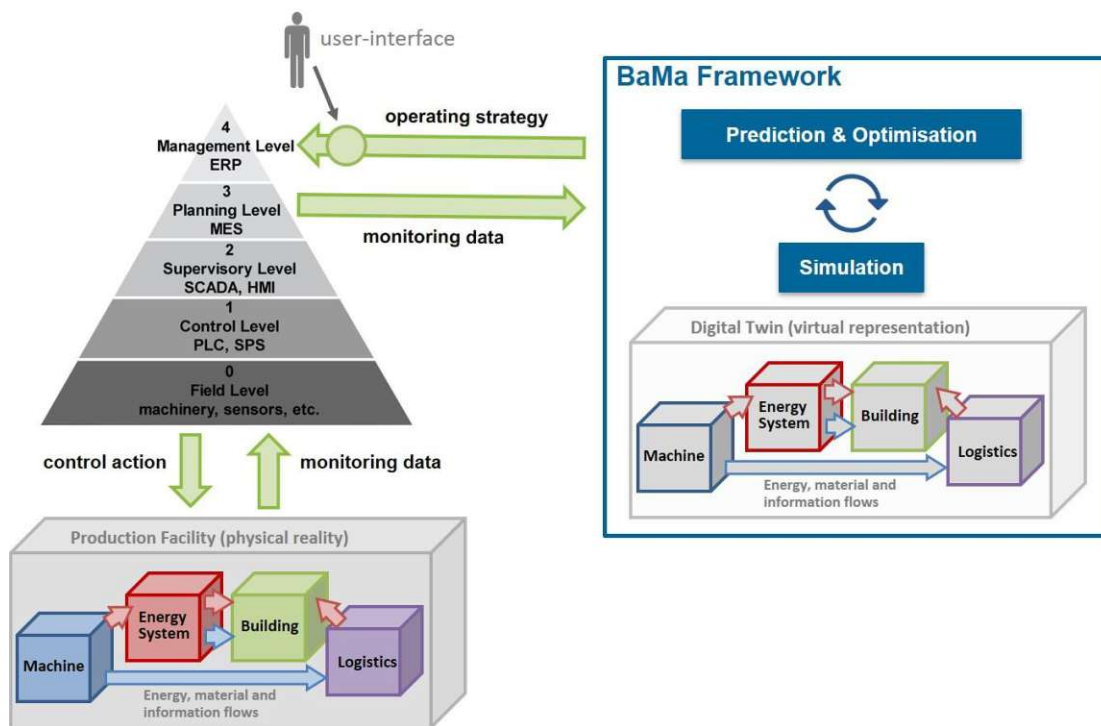 user-interface
operating strategy
monitoring data
4
Management Level
ERP
3
Planning Level
MES
2
Supervisory Level
SCADA, HMI
1
Control Level
PLC, SPS
0
Field Level
machinery, sensors, etc.
control action
monitoring data
Production Facility (physical reality)
Machine
Energy
System
Building
Logistics
Energy, material and
information flows
BaMa Framework
Prediction & Optimisation
Simulation
Digital Twin (virtual representation)
Machine
Energy
System
Building
Logistics
Energy, material and
information flows